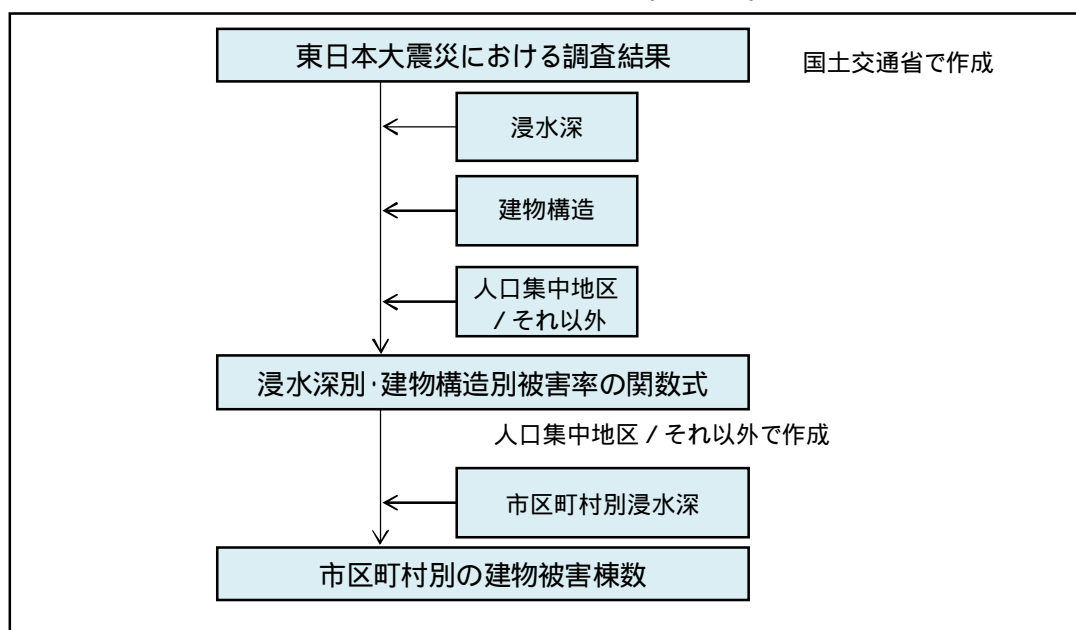 東日本大震災における調査結果
国土交通省で作成
浸水深
建物構造
人口集中地区
/それ以外
浸水深別・建物構造別被害率の関数式
人口集中地区/それ以外で作成
市区町村別浸水深
市区町村別の建物被害棟数